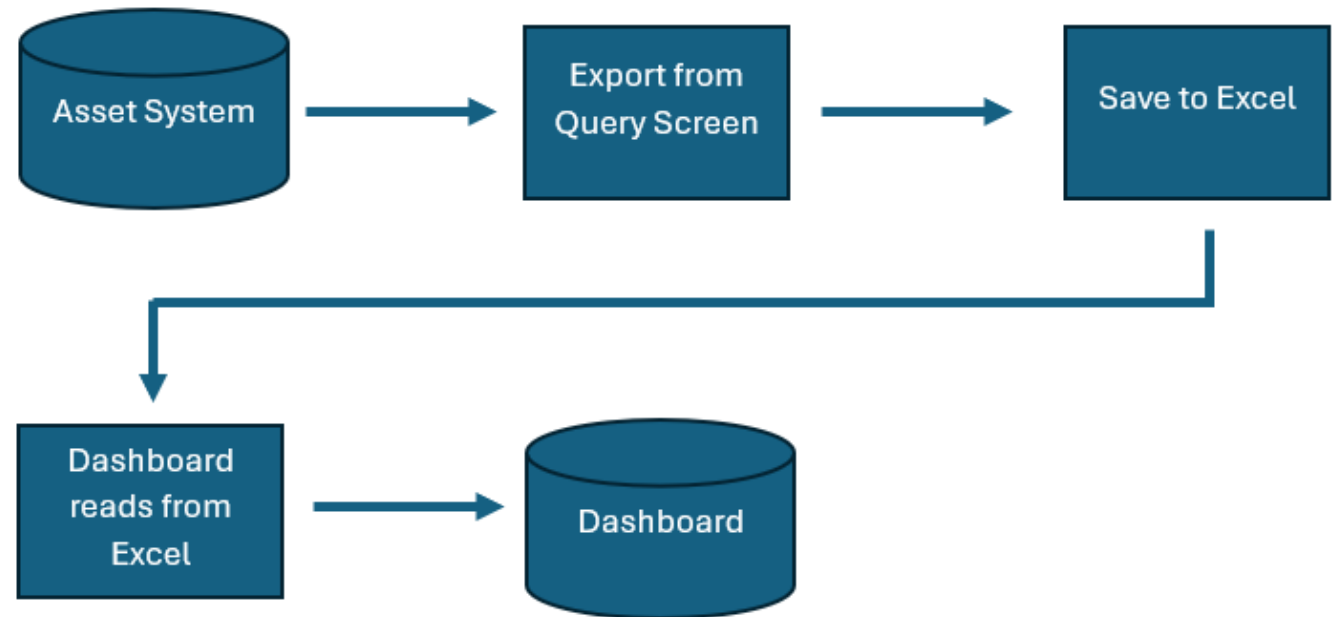 Asset System
Export from
Query Screen
Save to Excel
Dashboard
reads from
Excel
Dashboard